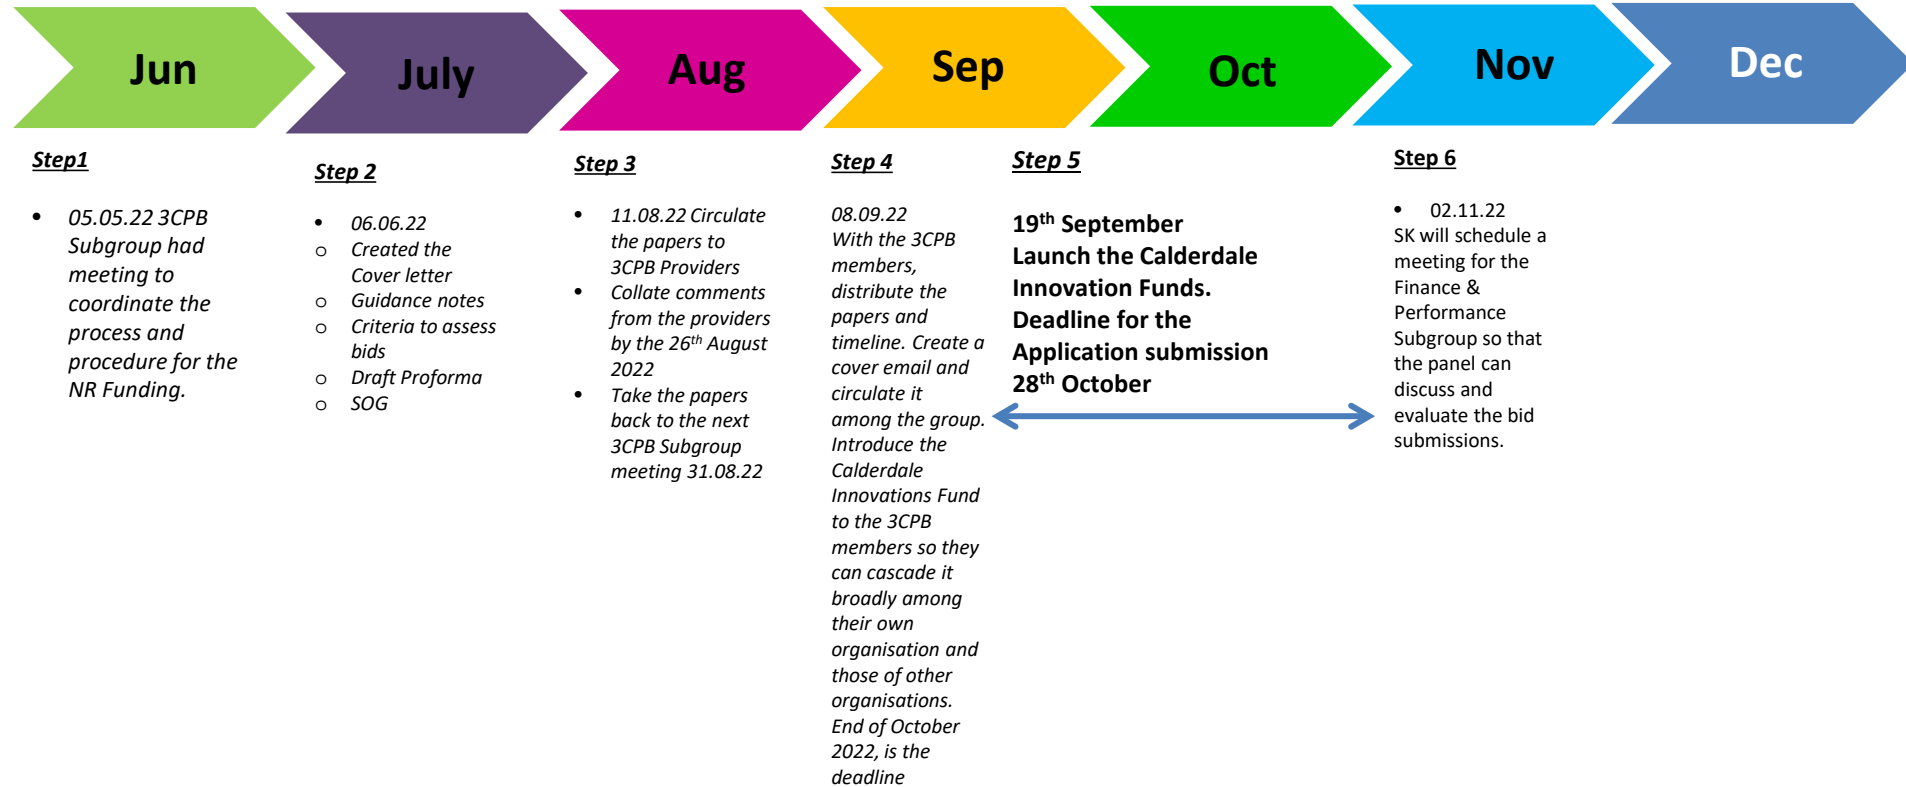 Jun
July
Aug
Sep
Oct
Nov
Dec
Step1
• 05.05.22 3CPB
Subgroup had
meeting to
coordinate the
process and
procedure for the
NR Funding.
Step 2
• 06.06.22
o Created the
Cover letter
o Guidance notes
o Criteria to assess
bids
o Draft Proforma
o SOG
Step 3
• 11.08.22 Circulate
the papers to
3CPB Providers
• Collate comments
from the providers
by the 26th August
2022
• Take the papers
back to the next
3CPB Subgroup
meeting 31.08.22
Step 4
08.09.22
With the 3CPB
members,
distribute the
papers and
timeline. Create a
cover email and
circulate it
among the group.
Introduce the
Calderdale
Innovations Fund
to the 3CPB
members so they
can cascade it
broadly among
their own
organisation and
those of other
organisations.
End of October
2022, is the
deadline
Step 5
19th September
Launch the Calderdale
Innovation Funds.
Deadline for the
Application submission
28th October
Step 6
• 02.11.22
SK will schedule a
meeting for the
Finance &
Performance
Subgroup so that
the panel can
discuss and
evaluate the bid
submissions.